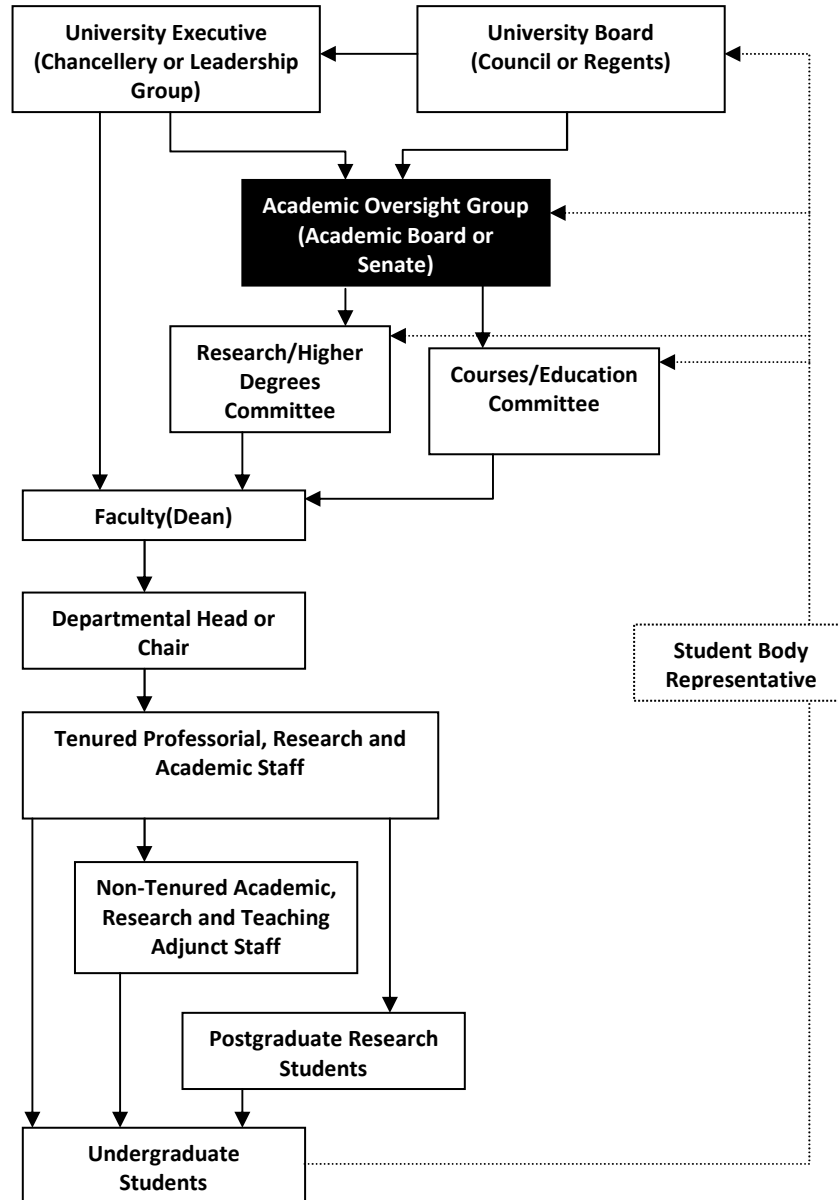 University Executive
(Chancellery or Leadership
Group)
University Board
(Council or Regents)
Academic Oversight Group
(Academic Board or
Senate)
Research/Higher
Degrees
Committee
Courses/Education
Committee
Faculty(Dean)
Departmental Head or
Chair
Student Body
Representative
Tenured Professorial, Research and
Academic Staff
Non-Tenured Academic,
Research and Teaching
Adjunct Staff
Postgraduate Research
Students
Undergraduate
Students